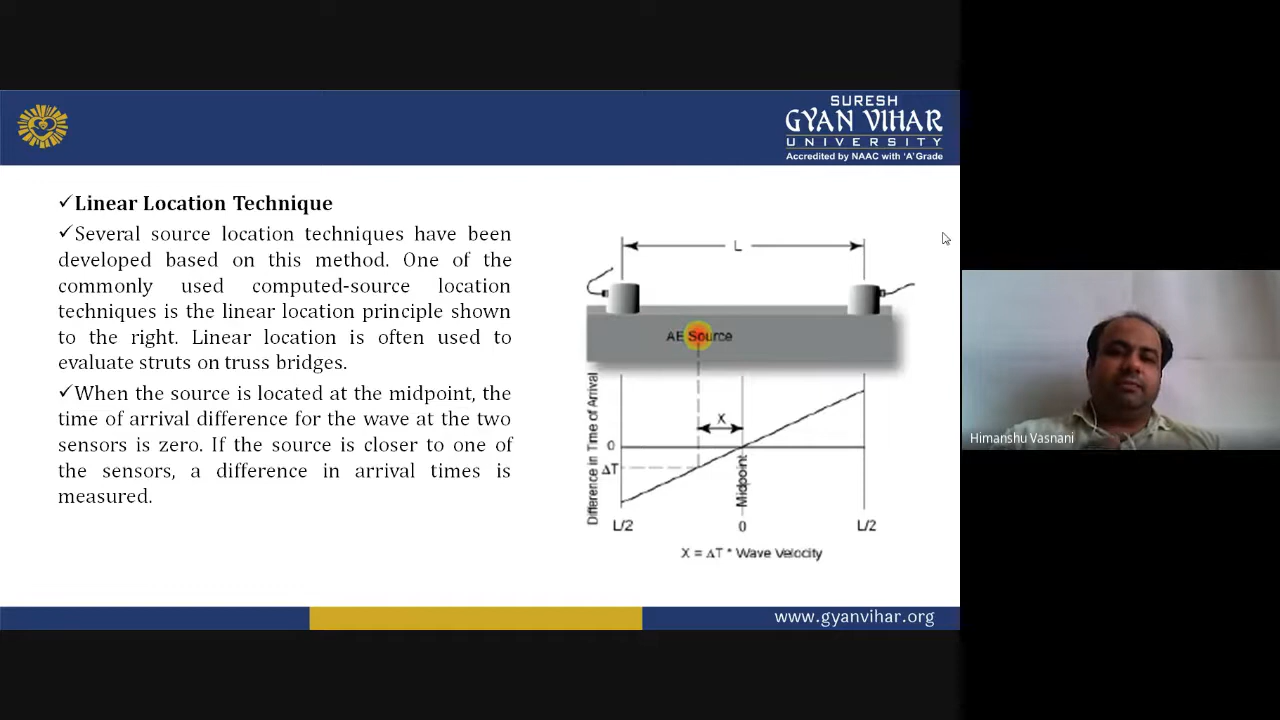 SURESH
GYAN VIHAR
UNIVERSITY
Accredited by NAAC with 'A' Grade
✓Linear Location Technique
✓Several source location techniques have been
developed based on this method. One of the
commonly used computed-source location
techniques is the linear location principle shown
to the right. Linear location is often used to
evaluate struts on truss bridges.
✓When the source is located at the midpoint, the
time of arrival difference for the wave at the two
sensors is zero. If the source is closer to one of
the sensors, a difference in arrival times is
measured.
L
AE Source
Difference in Time of Arrival
X
0
ΔT
Midpoint
L/2
0
L/2
X = ΔT * Wave Velocity
Himanshu Vasnani
www.gyanvihar.org